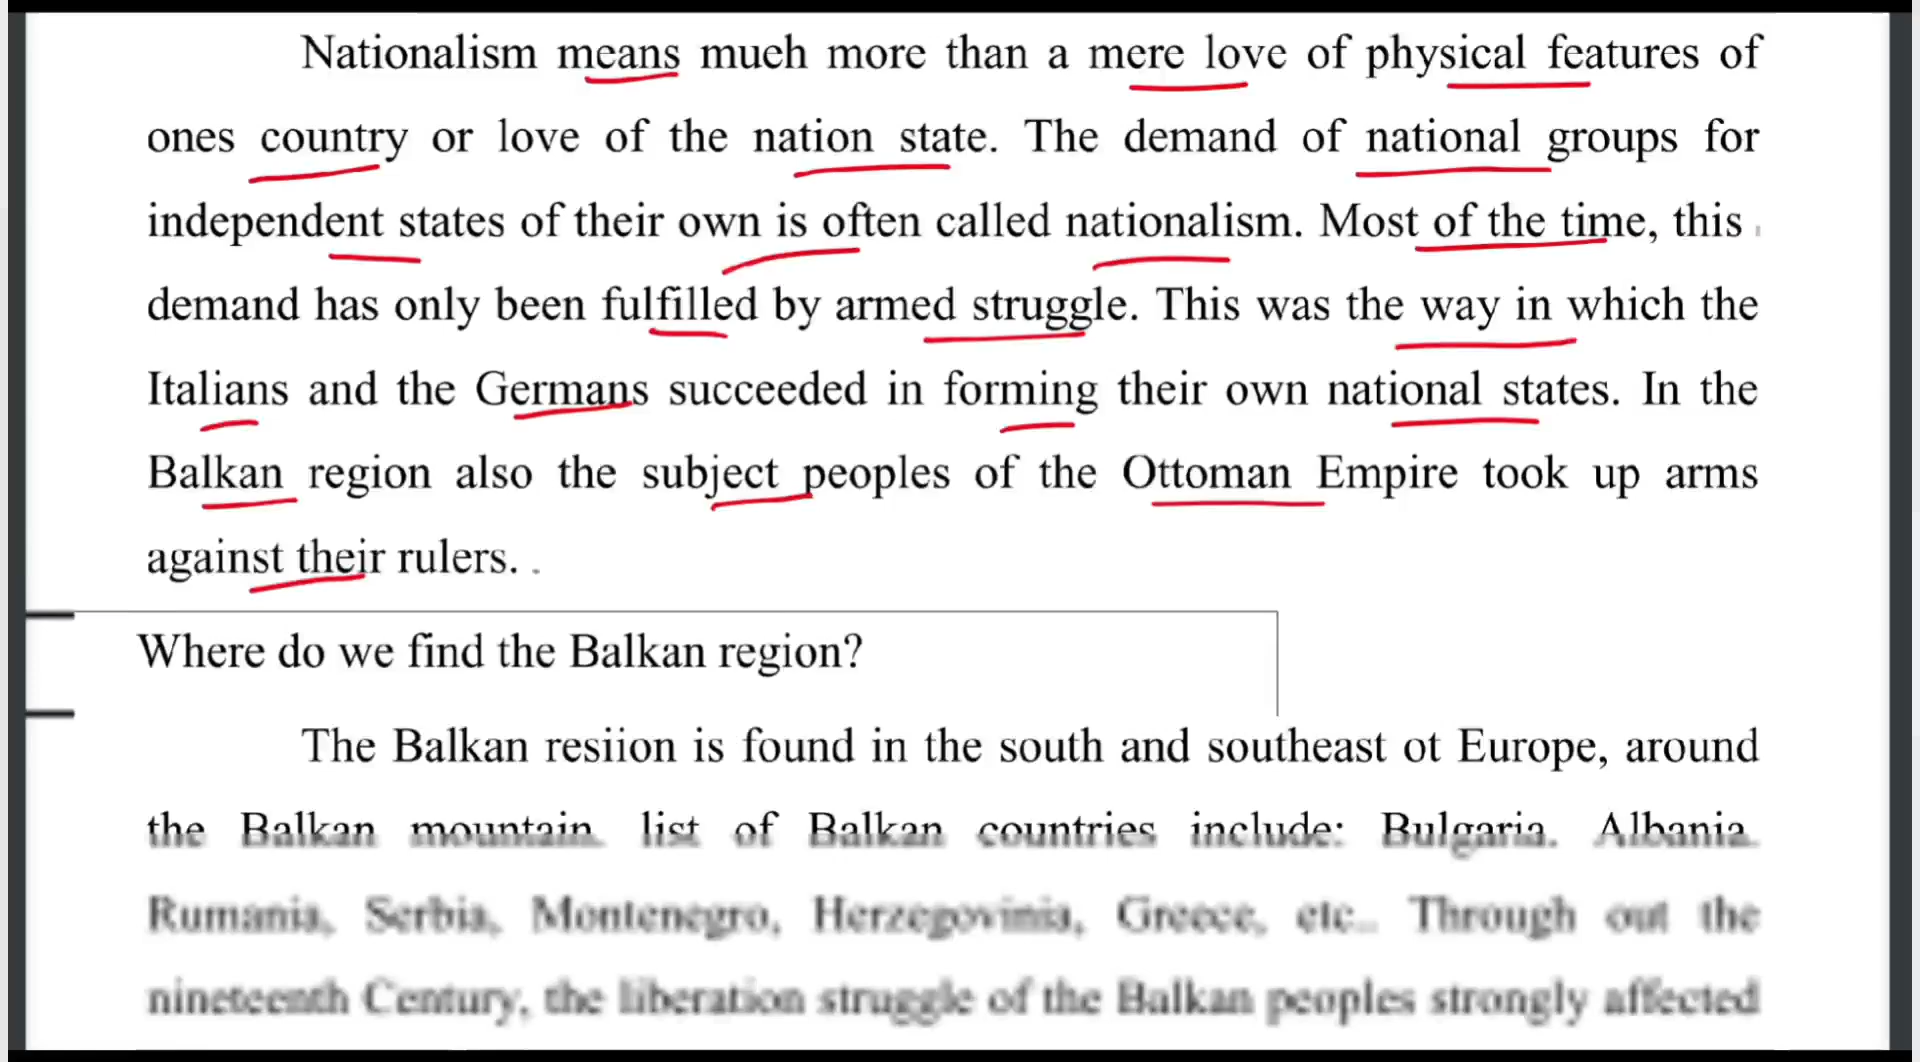 Nationalism means mueh more than a mere love of physical features of
ones country or love of the nation state. The demand of national groups for
independent states of their own is often called nationalism. Most of the time, this
demand has only been fulfilled by armed struggle. This was the way in which the
Italians and the Germans succeeded in forming their own national states. In the
Balkan region also the subject peoples of the Ottoman Empire took up arms
against their rulers. .
Where do we find the Balkan region?
The Balkan resiion is found in the south and southeast ot Europe, around
the Balkan mountain. list of Balkan countries include: Bulgaria. Albania.
Rumania, Serbia, Montenegro, Herzegovinia, Greece, etc.. Through out the
nineteenth Century, the liberation struggle of the Balkan peoples strongly affected